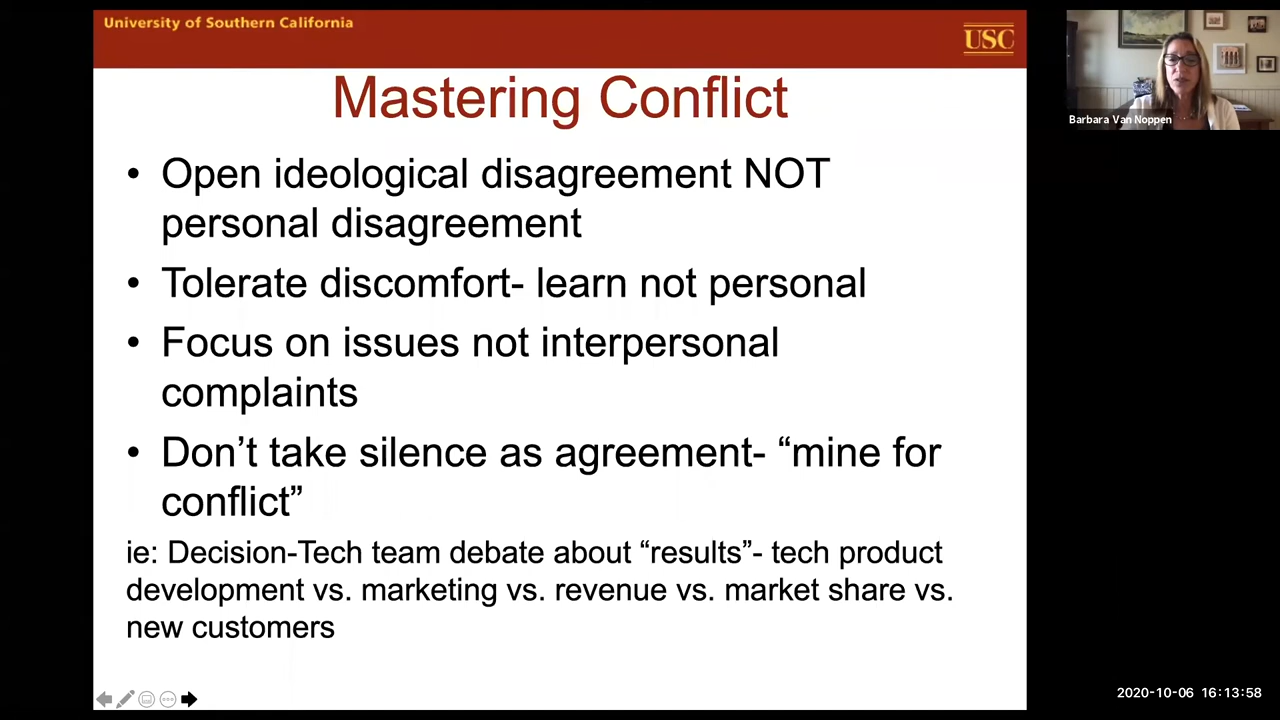 University of Southern California
USC
Mastering Conflict
• Open ideological disagreement NOT
personal disagreement
• Tolerate discomfort- learn not personal
• Focus on issues not interpersonal
complaints
• Don’t take silence as agreement- “mine for
conflict”
ie: Decision-Tech team debate about “results”- tech product
development vs. marketing vs. revenue vs. market share vs.
new customers
Barbara Van Noppen
2020-10-06 16:13:58